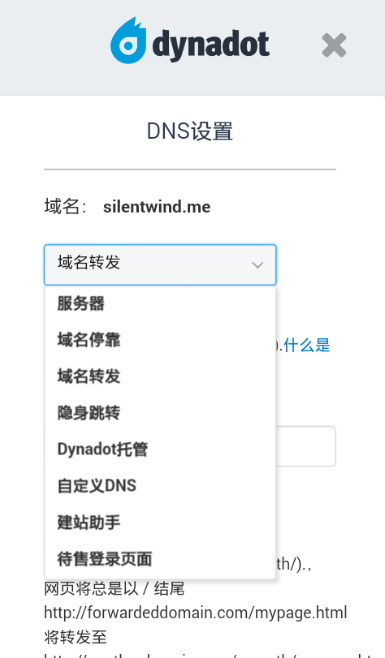 dynadot
DNS设置
域名： silentwind.me
域名转发
服务器
域名停靠
).什么是
域名转发
隐身跳转
Dynadot托管
自定义DNS
建站助手
待售登录页面
th/).,
网页将总是以 / 结尾
http://forwardeddomain.com/mypage.html
将转发至